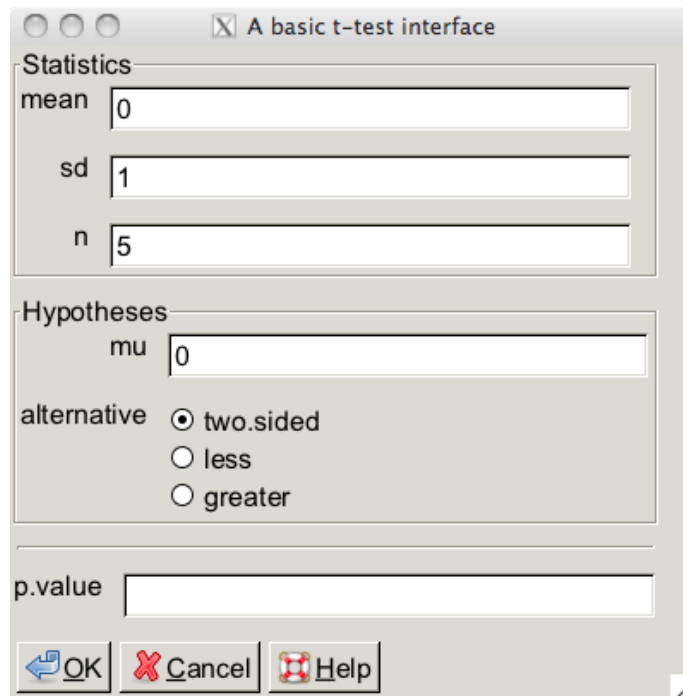 A basic t-test interface
Statistics
mean 0
sd 1
n 5
Hypotheses
mu 0
alternative two.sided
less
greater
p.value
OK Cancel Help